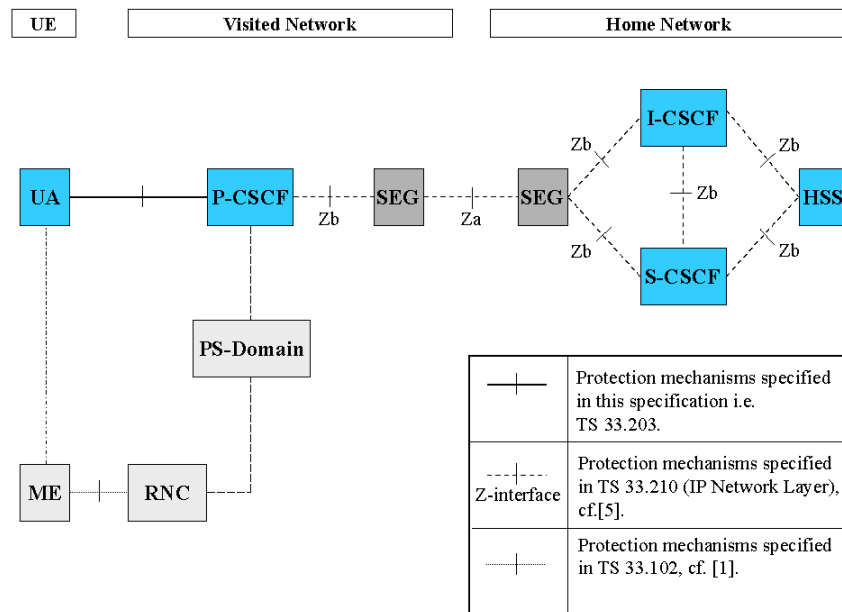 UE
Visited Network
Home Network
I-CSCF
Zb
Zb
UA
P-CSCF
Zb
SEG
Za
SEG
Zb
HSS
Zb
S-CSCF
Zb
PS-Domain
ME
RNC
Protection mechanisms specified
in this specification i.e.
TS 33.203.
Z-interface
Protection mechanisms specified
in TS 33.210 (IP Network Layer),
cf.[5].
Protection mechanisms specified
in TS 33.102, cf. [1].